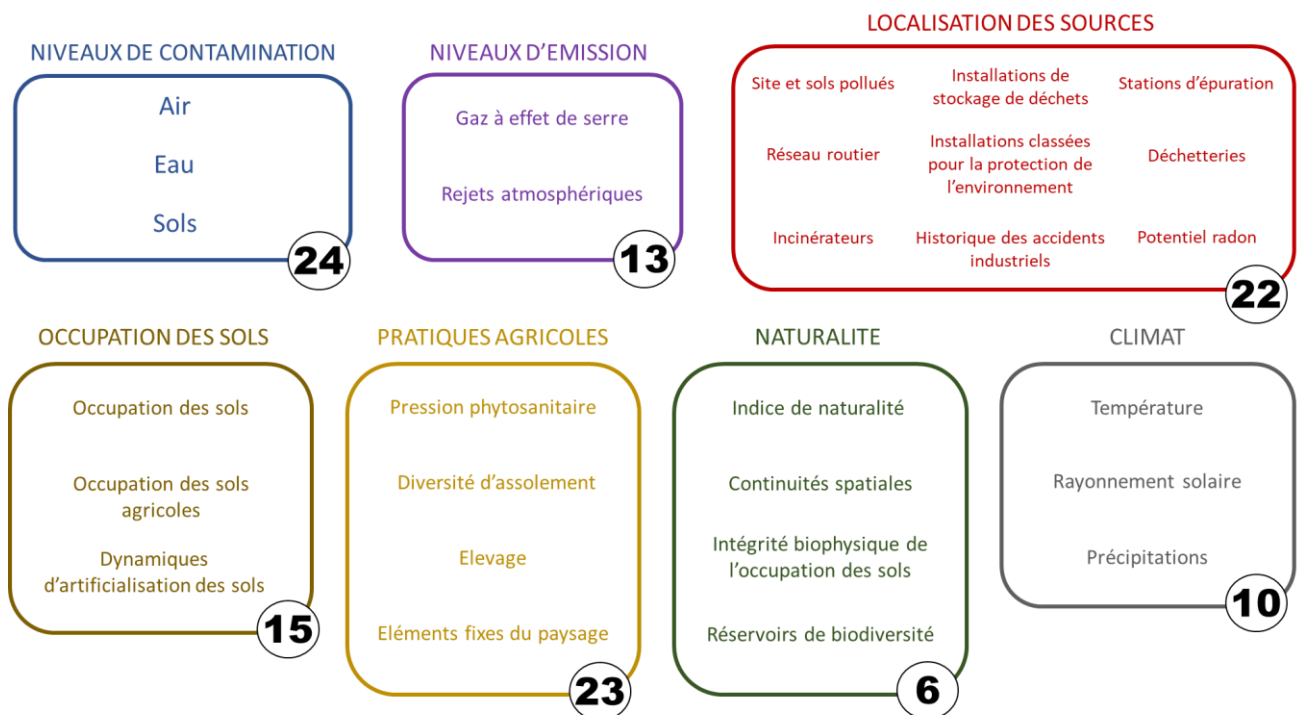 NIVEAUX DE CONTAMINATION
Air
Eau
Sols
24
NIVEAUX D'EMISSION
Gaz à effet de serre
Rejets atmosphériques
13
LOCALISATION DES SOURCES
Site et sols pollués
Installations de
stockage de déchets
Stations d'épuration
Réseau routier
Installations classées
pour la protection de
l'environnement
Déchetteries
Incinérateurs
Historique des accidents
industriels
Potentiel radon
22
OCCUPATION DES SOLS
Occupation des sols
Occupation des sols
agricoles
Dynamiques
d'artificialisation des sols
15
PRATIQUES AGRICOLES
Pression phytosanitaire
Diversité d'assolement
Elevage
Eléments fixes du paysage
23
NATURALITE
Indice de naturalité
Continuités spatiales
Intégrité biophysique de
l'occupation des sols
Réservoirs de biodiversité
6
CLIMAT
Température
Rayonnement solaire
Précipitations
10